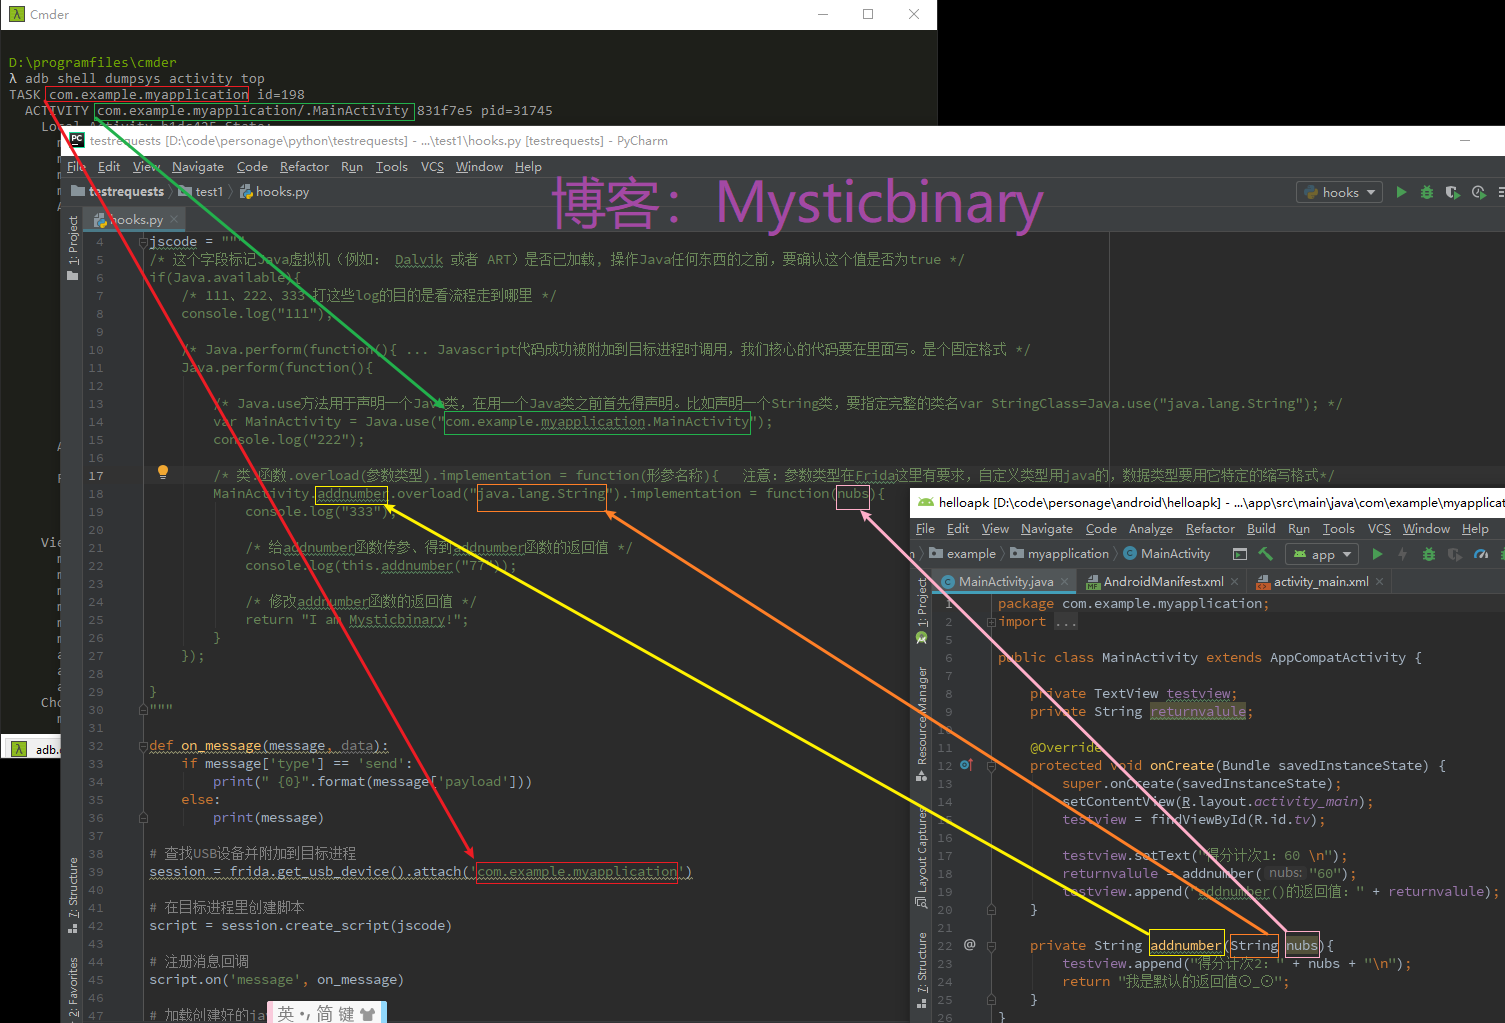 Cmder
D:\programfiles\cmder
λ adb shell dumpsys activity top
TASK com.example.myapplication id=198
ACTIVITY com.example.myapplication/.MainActivity 831f7e5 pid=31745
testrequests [D:\code\personage\python\testrequests] - ...\test1\hooks.py [testrequests] - PyCharm
File Edit View Navigate Code Refactor Run Tools VCS Window Help
testrequests test1 hooks.py
hooks
博客：Mysticbinary
hooks.py
1: Project
4 jscode = """
5 /* 这个字段标记Java虚拟机（例如： Dalvik 或者 ART）是否已加载, 操作Java任何东西的之前，要确认这个值是否为true */
6 if(Java.available){
7 /* 111、222、333 打这些log的目的是看流程走到哪里 */
8 console.log("111");
9
10 /* Java.perform(function(){ ... Javascript代码成功被附加到目标进程时调用，我们核心的代码要在里面写。是个固定格式 */
11 Java.perform(function(){
12
13 /* Java.use方法用于声明一个Java类，在用一个Java类之前首先得声明。比如声明一个String类，要指定完整的类名var StringClass=Java.use("java.lang.String"); */
14 var MainActivity = Java.use("com.example.myapplication.MainActivity");
15 console.log("222");
16
17 /* 类.函数.overload(参数类型).implementation = function(形参名称){ 注意：参数类型在Frida这里有要求，自定义类型用java的，数据类型要用它特定的缩写格式*/
18 MainActivity.addnumber.overload("java.lang.String").implementation = function(nubs){
19 console.log("333");
20
21 /* 给addnumber函数传参、得到addnumber函数的返回值 */
22 console.log(this.addnumber("77"));
23
24 /* 修改addnumber函数的返回值 */
25 return "I am Mysticbinary!";
26 }
27 });
28
29 }
30 """
31
32 def on_message(message, data):
33 if message['type'] == 'send':
34 print(" {0}".format(message['payload']))
35 else:
36 print(message)
37
38 # 查找USB设备并附加到目标进程
39 session = frida.get_usb_device().attach('com.example.myapplication')
40
41 # 在目标进程里创建脚本
42 script = session.create_script(jscode)
43
44 # 注册消息回调
45 script.on('message', on_message)
46
47 # 加载创建好的ja
7: Structure
2: Favorites
英 •, 简 键
helloapk [D:\code\personage\android\helloapk] - ...\app\src\main\java\com\example\myapplicat
File Edit View Navigate Code Analyze Refactor Build Run Tools VCS Window Help
example myapplication MainActivity app
MainActivity.java AndroidManifest.xml activity_main.xml
1: Project
Resource Manager
Layout Captures
7: Structure
1 package com.example.myapplication;
2 import ...
5
6 public class MainActivity extends AppCompatActivity {
7
8 private TextView testview;
9 private String returnvalule;
10
11 @Override
12 protected void onCreate(Bundle savedInstanceState) {
13 super.onCreate(savedInstanceState);
14 setContentView(R.layout.activity_main);
15 testview = findViewById(R.id.tv);
16
17 testview.setText("得分计次1：60 \n");
18 returnvalule = addnumber( nubs: "60");
19 testview.append("addnumber()的返回值：" + returnvalule);
20 }
22 private String addnumber(String nubs){
23 testview.append("得分计次2：" + nubs + "\n");
24 return "我是默认的返回值⊙_⊙";
25 }
26 }